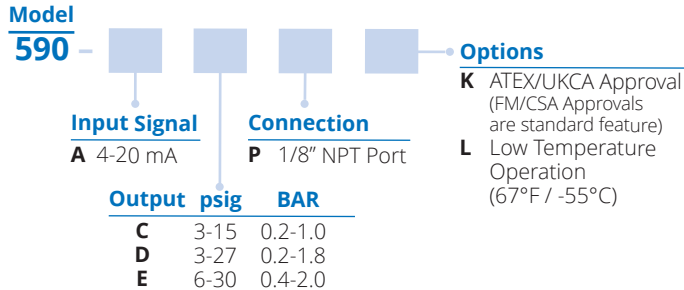 Model
590 –
Options
K ATEX/UKCA Approval
(FM/CSA Approvals
are standard feature)
L Low Temperature
Operation
(67°F / -55°C)
Input Signal
A 4-20 mA
Connection
P 1/8” NPT Port
Output psig BAR
C 3-15 0.2-1.0
D 3-27 0.2-1.8
E 6-30 0.4-2.0